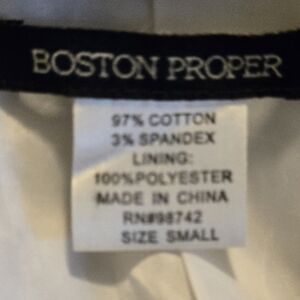 BOSTON PROPER
97% COTTON
3% SPANDEX
LINING:
100%POLYESTER
MADE IN CHINA
RN#98742
SIZE SMALL